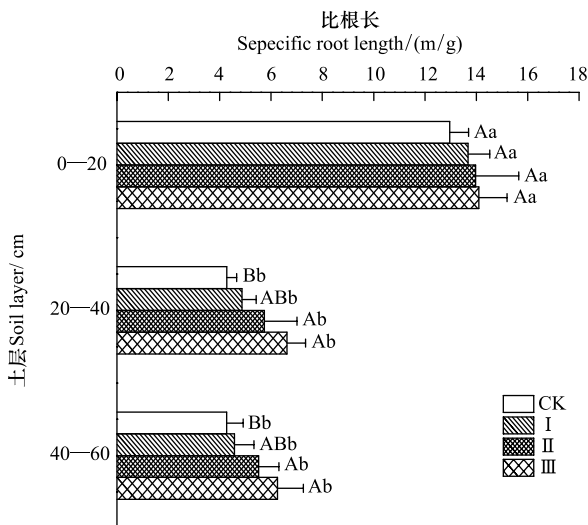 比根长
Sepecific root length/(m/g)
0 2 4 6 8 10 12 14 16 18
Aa
0—20
Aa
Aa
Aa
Bb
20—40
ABb
Ab
Ab
Bb
40—60
ABb
Ab
Ab
土层Soil layer/ cm
CK
Ⅰ
Ⅱ
Ⅲ